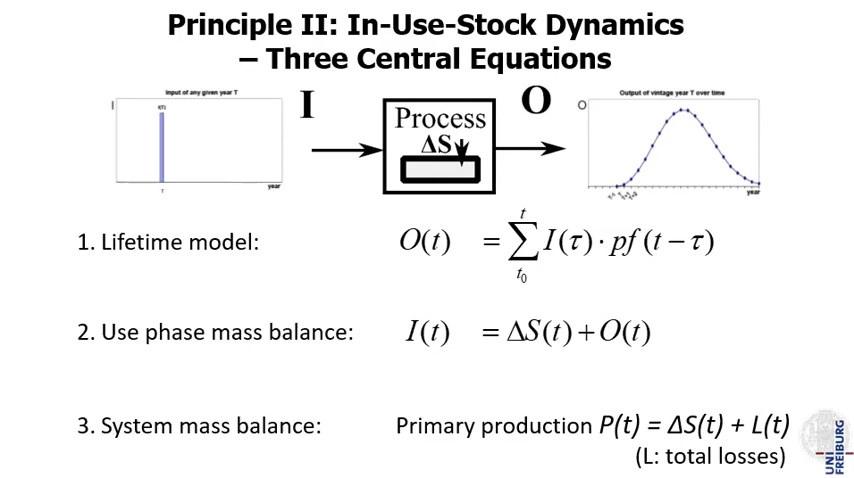 Principle II: In-Use-Stock Dynamics
– Three Central Equations
Input of any given year T
I
I(T)
T
year
I
Process
ΔS
O
Output of vintage year T over time
O
T+1
T+2
year
1. Lifetime model:
O(t) = ∑ I(τ) · pf (t − τ)
t
t₀
2. Use phase mass balance:
I(t) = ΔS(t) + O(t)
3. System mass balance:
Primary production P(t) = ΔS(t) + L(t)
(L: total losses)
UNI
FREIBURG